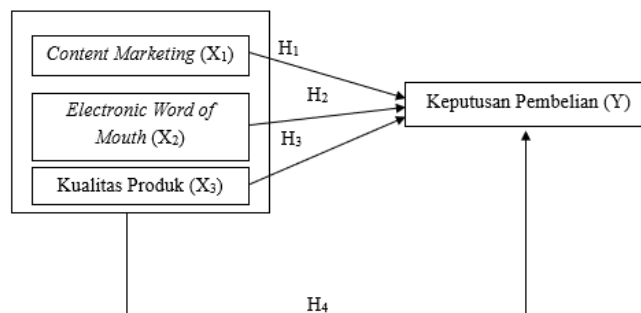 Content Marketing (X₁)
Electronic Word of
Mouth (X₂)
Kualitas Produk (X₃)
H₁
H₂
H₃
Keputusan Pembelian (Y)
H₄